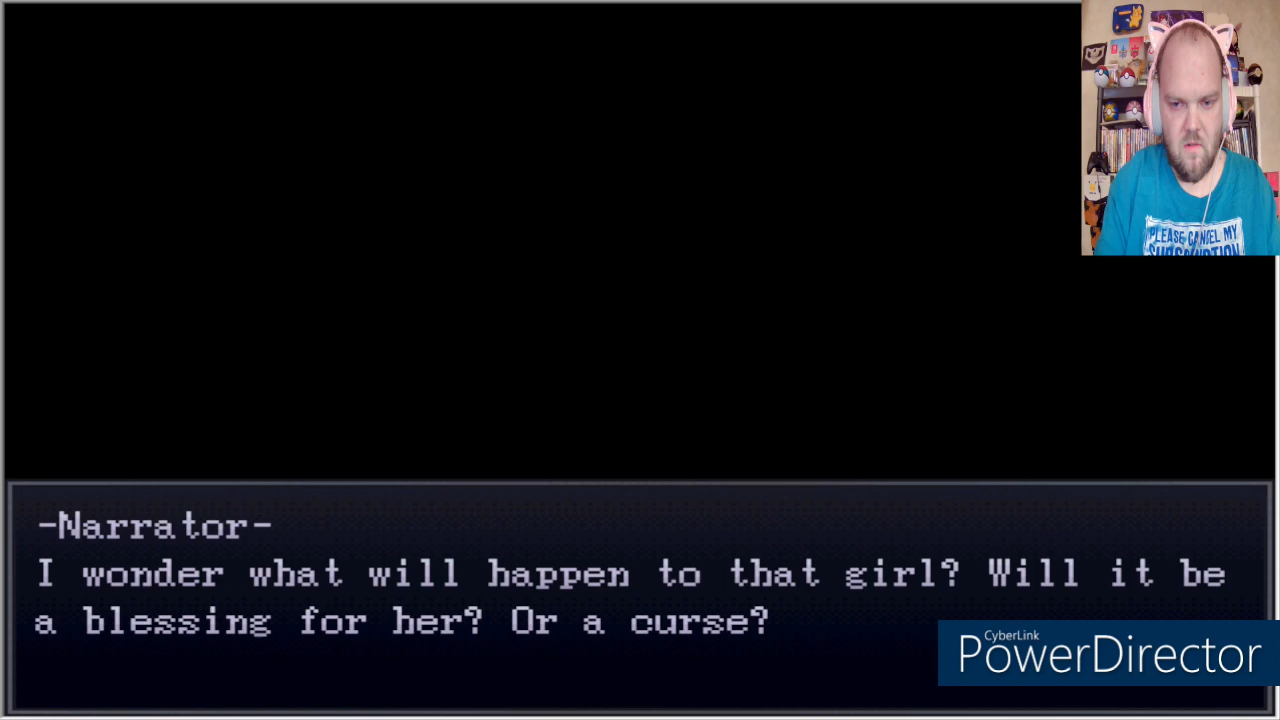 PLEASE CANCEL MY
SUBSCRIPTION
-Narrator-
I wonder what will happen to that girl? Will it be
a blessing for her? Or a curse?
CyberLink
PowerDirector